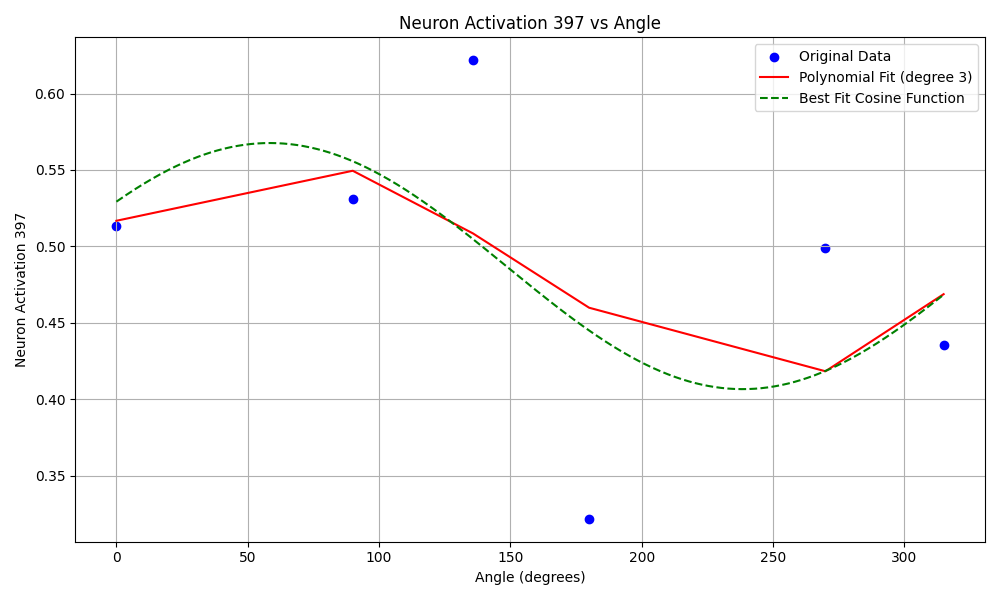 Neuron Activation 397 vs Angle
Original Data
Polynomial Fit (degree 3)
Best Fit Cosine Function
Neuron Activation 397
0.60
0.55
0.50
0.45
0.40
0.35
0 50 100 150 200 250 300
Angle (degrees)